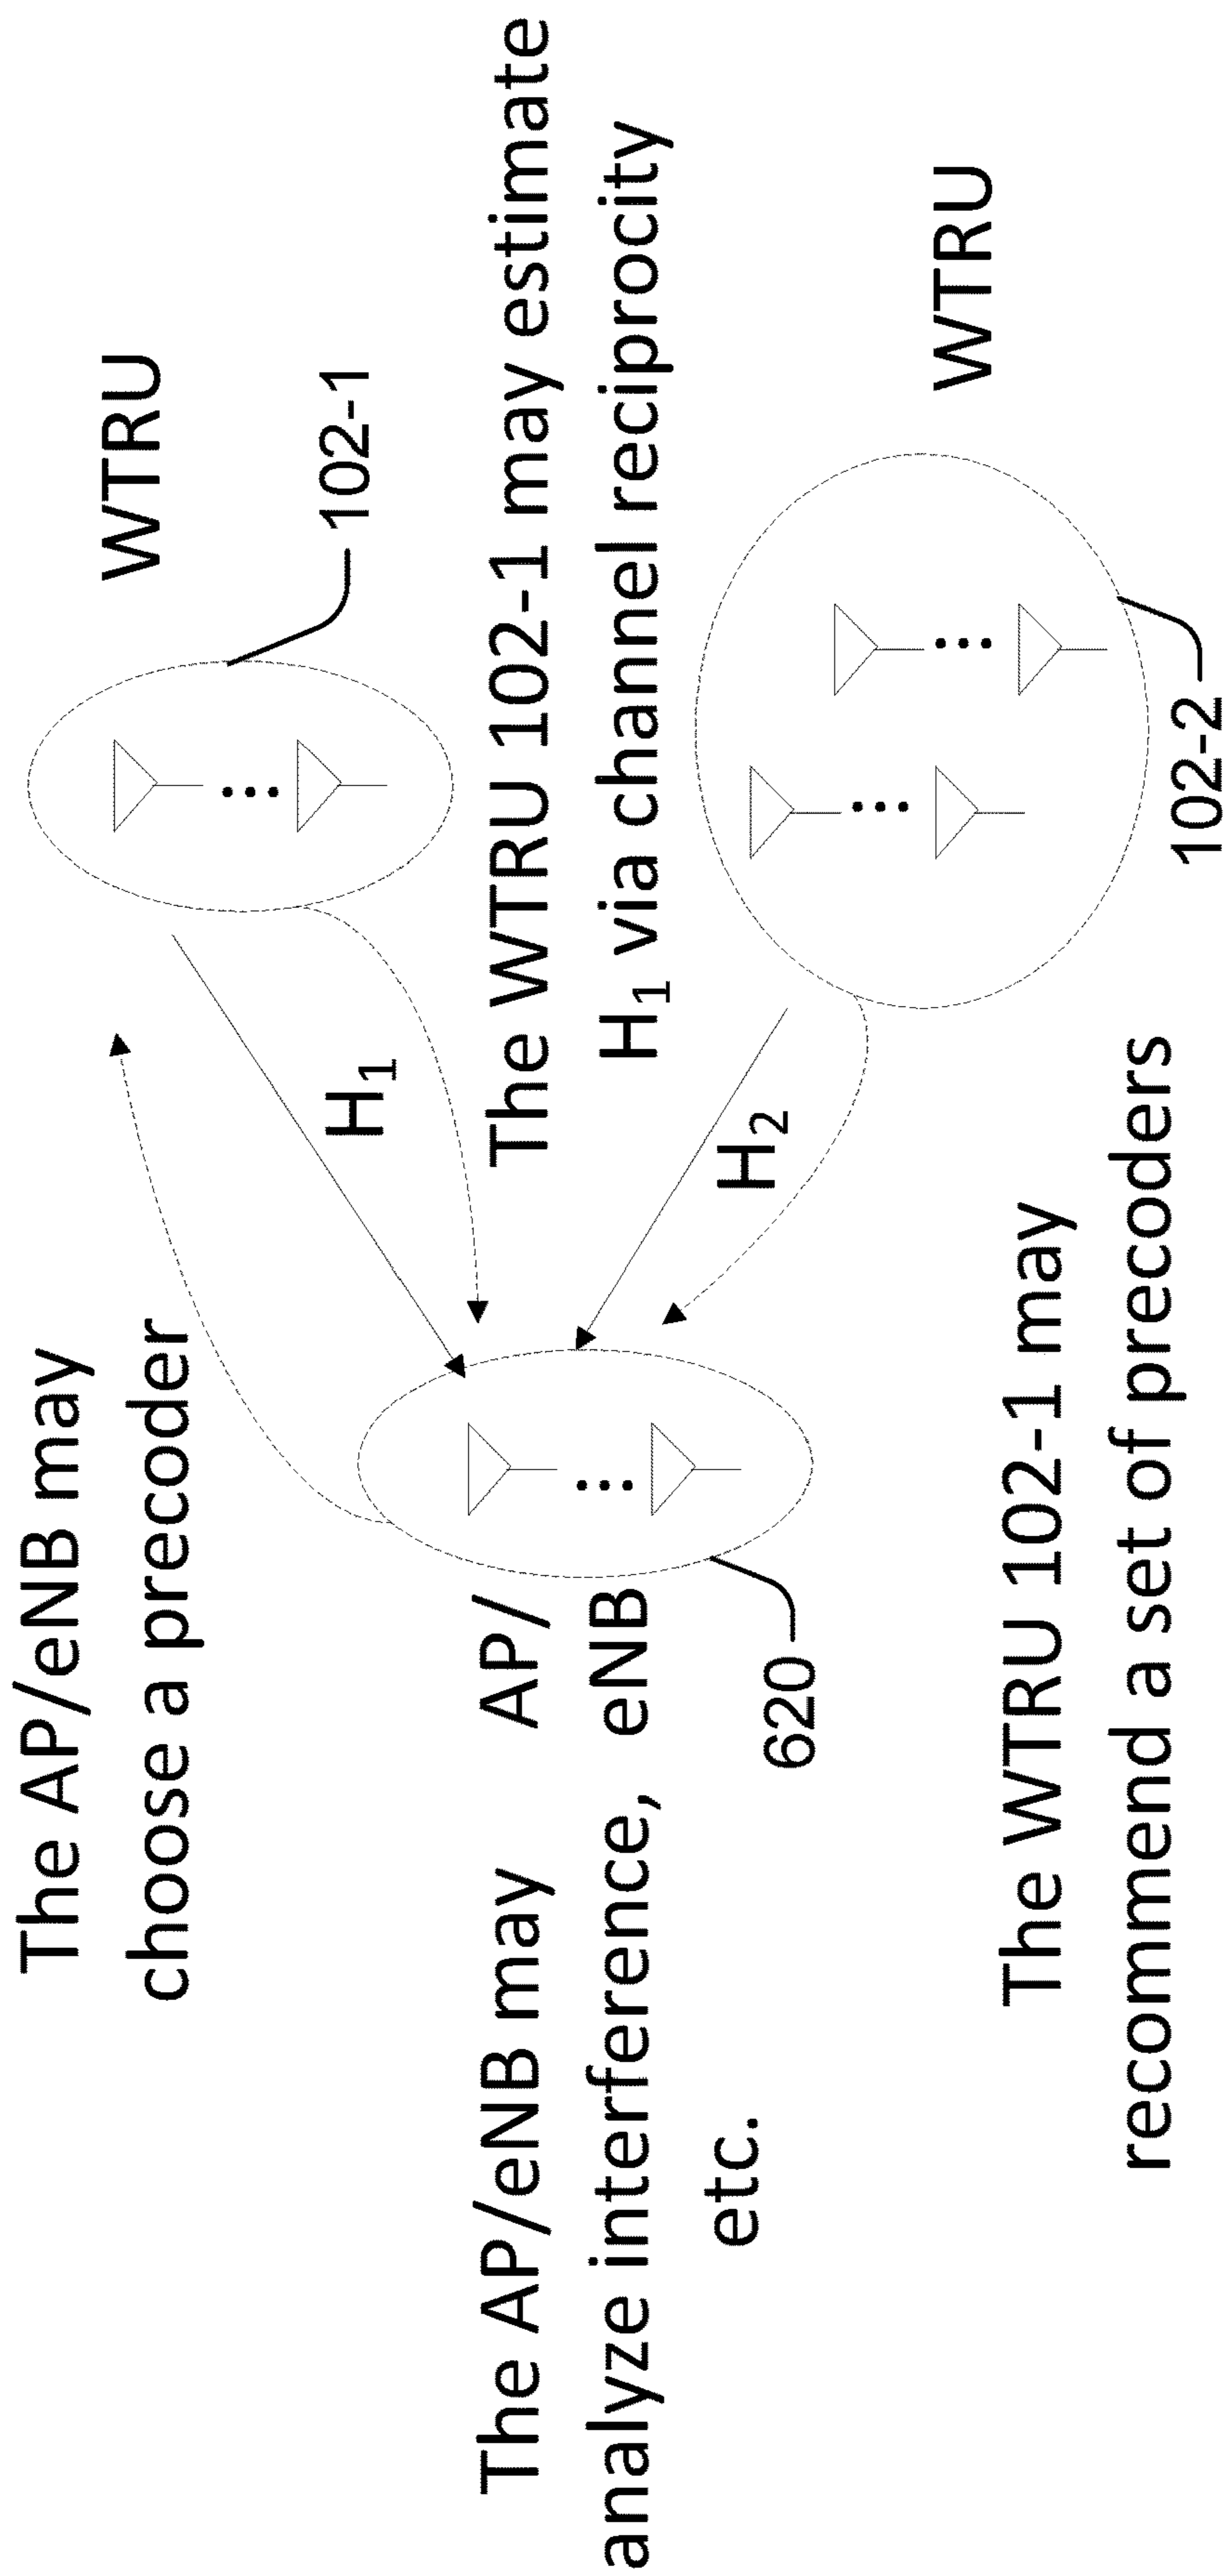 The AP/eNB may
choose a precoder
WTRU
102-1
H1
The AP/eNB may
analyze interference,
etc.
AP/
eNB
620
The WTRU 102-1 may estimate
H1 via channel reciprocity
H2
WTRU
102-2
The WTRU 102-1 may
recommend a set of precoders